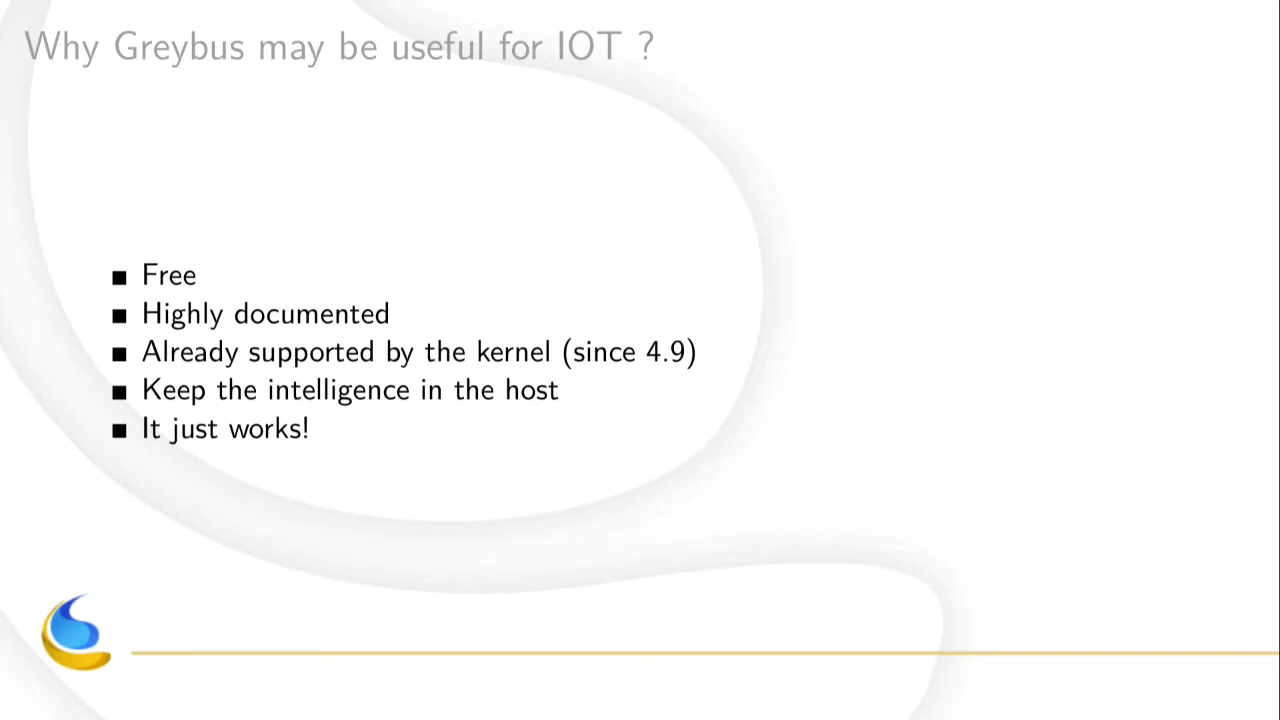 Why Greybus may be useful for IOT ?
Free
Highly documented
Already supported by the kernel (since 4.9)
Keep the intelligence in the host
It just works!